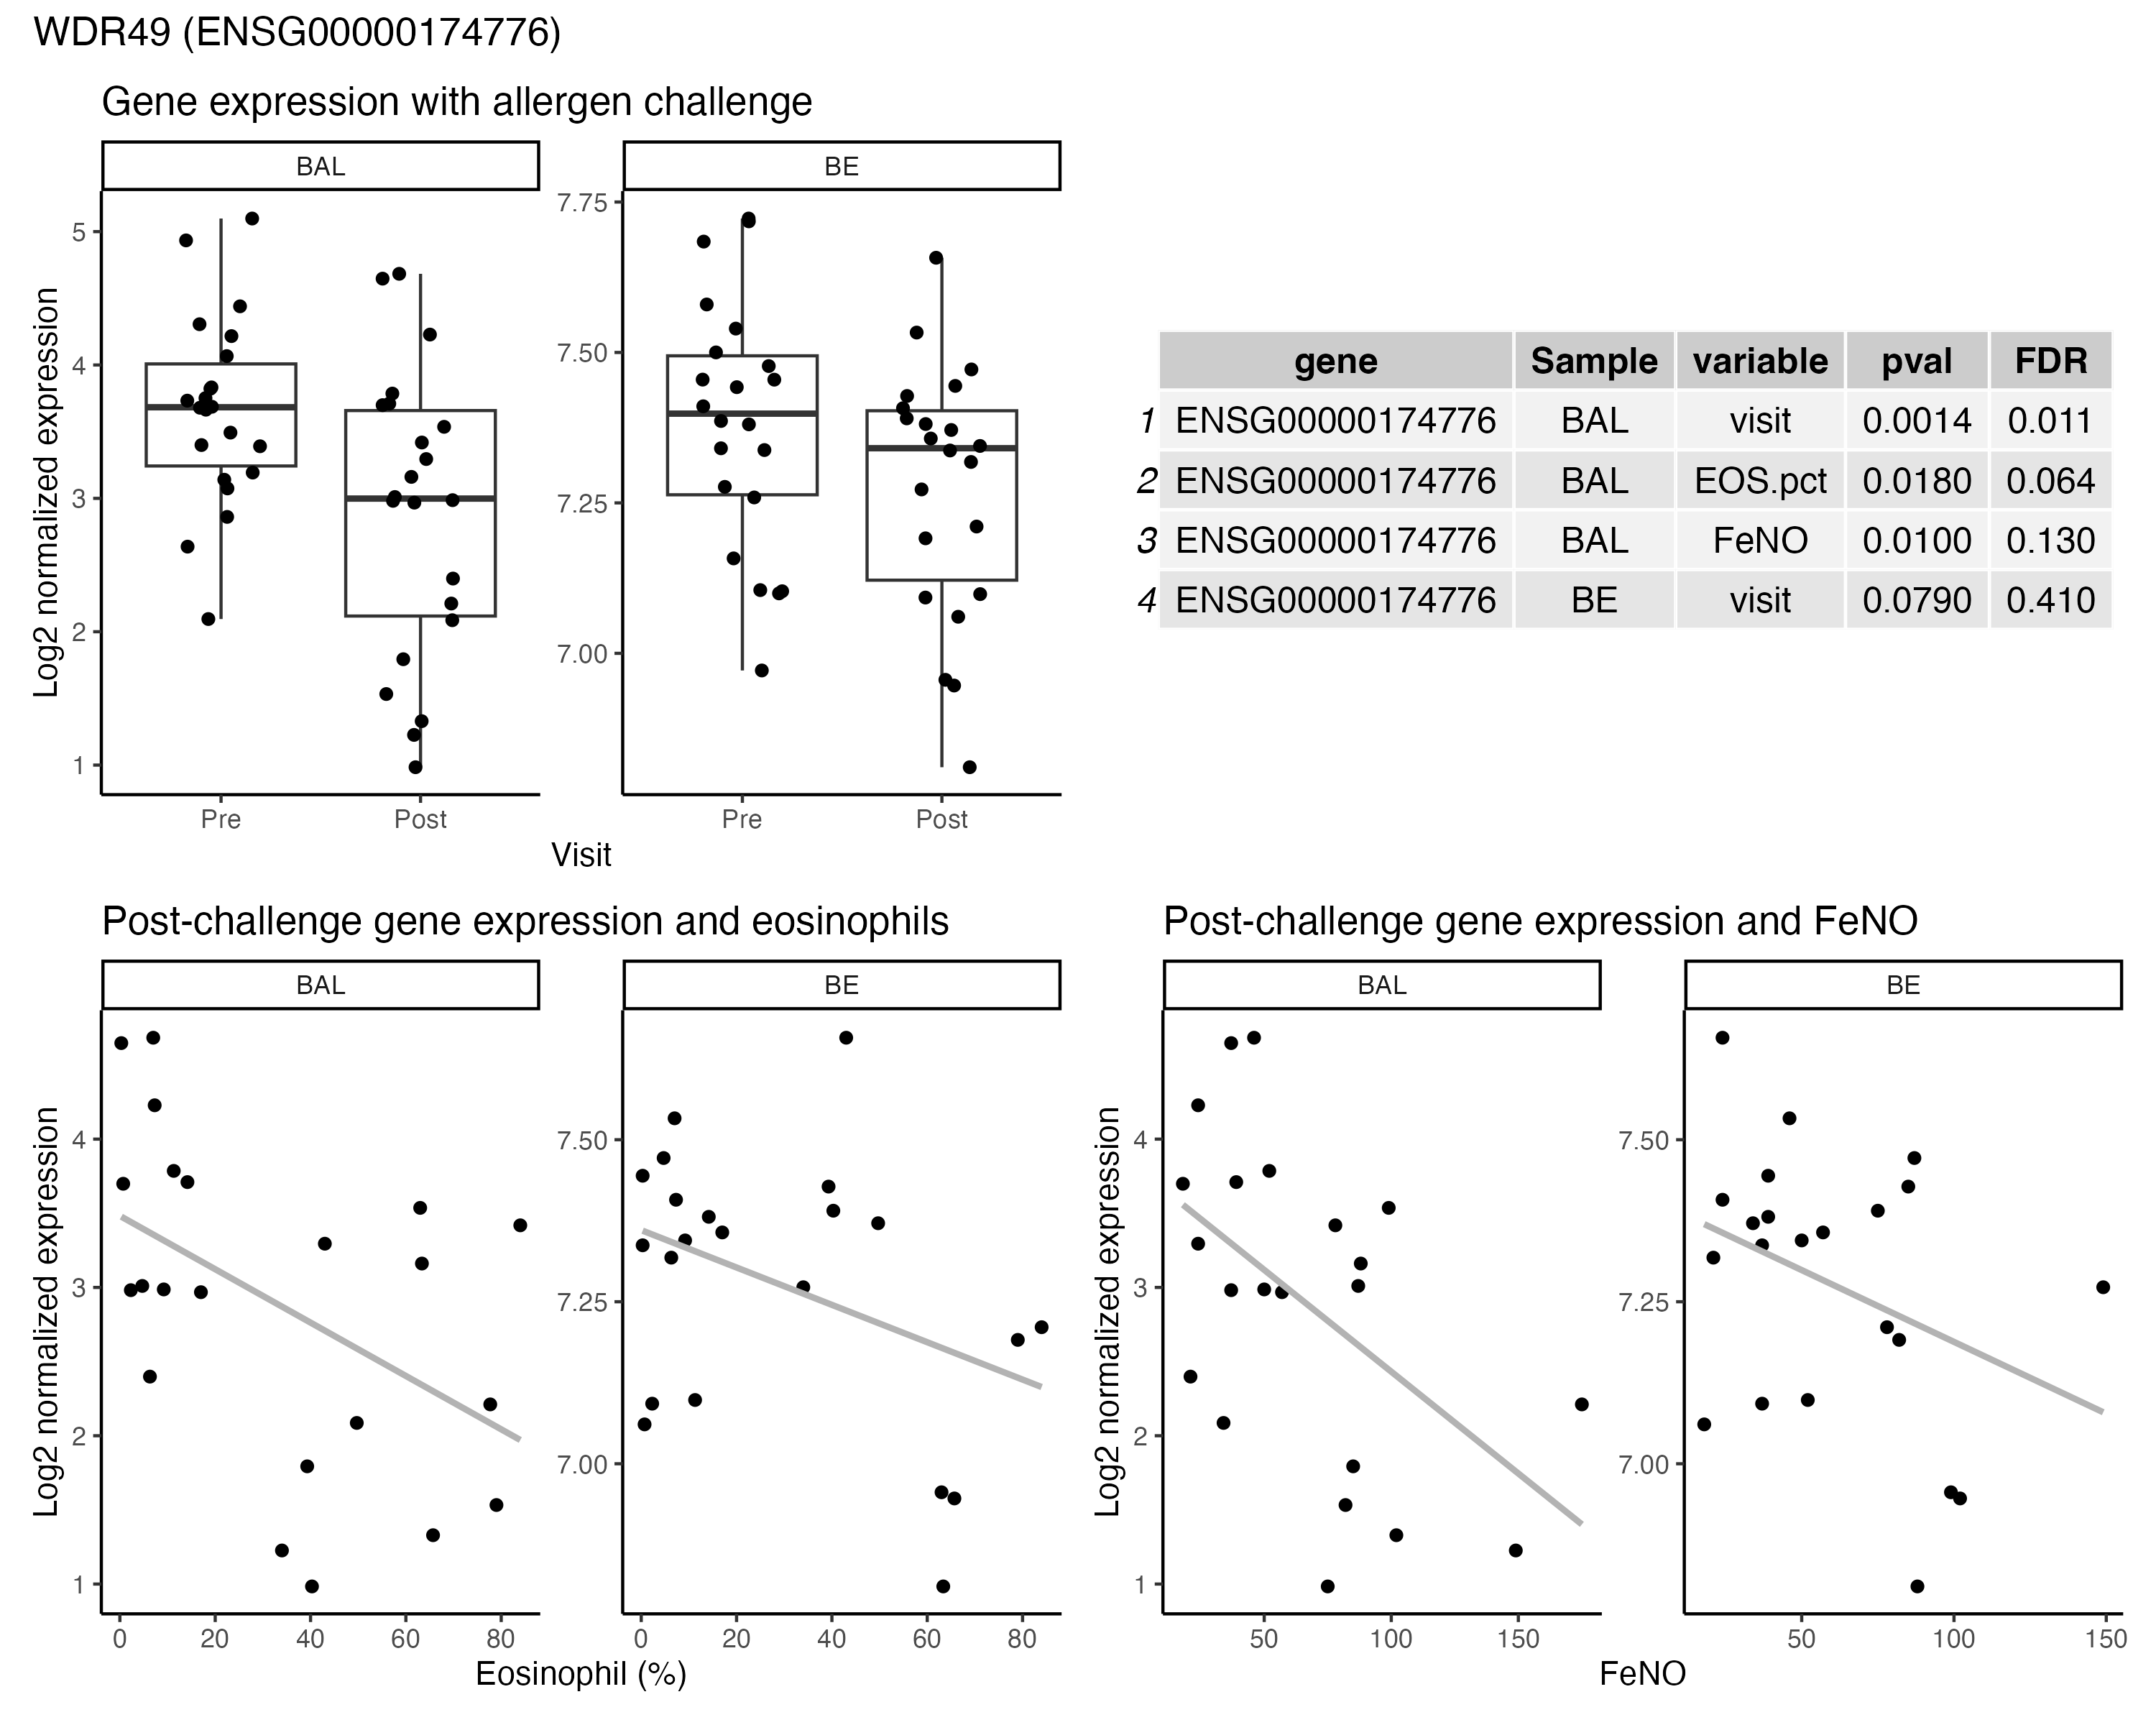 WDR49 (ENSG00000174776)
Gene expression with allergen challenge
BAL
BE
Log2 normalized expression
5
4
3
2
1
7.75
7.50
7.25
7.00
Pre
Post
Pre
Post
Visit
gene Sample variable pval FDR
1 ENSG00000174776 BAL visit 0.0014 0.011
2 ENSG00000174776 BAL EOS.pct 0.0180 0.064
3 ENSG00000174776 BAL FeNO 0.0100 0.130
4 ENSG00000174776 BE visit 0.0790 0.410
Post-challenge gene expression and eosinophils
BAL
BE
Log2 normalized expression
4
3
2
1
7.50
7.25
7.00
0 20 40 60 80
0 20 40 60 80
Eosinophil (%)
Post-challenge gene expression and FeNO
BAL
BE
Log2 normalized expression
4
3
2
1
7.50
7.25
7.00
50 100 150
50 100 150
FeNO